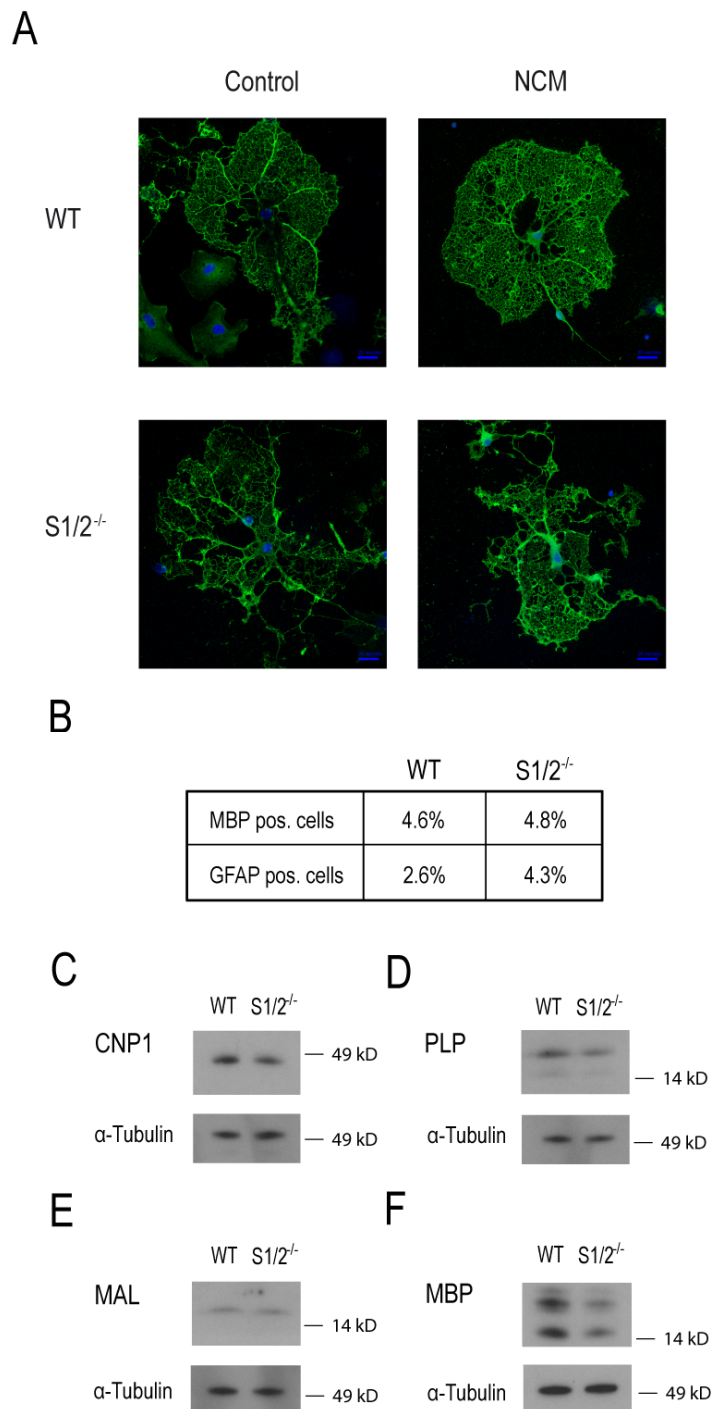 A
Control NCM
WT
S1/2-/-
B
WT S1/2-/-
MBP pos. cells 4.6% 4.8%
GFAP pos. cells 2.6% 4.3%
C
WT S1/2-/-
CNP1
49 kD
α-Tubulin
49 kD
D
WT S1/2-/-
PLP
14 kD
α-Tubulin
49 kD
E
WT S1/2-/-
MAL
14 kD
α-Tubulin
49 kD
F
WT S1/2-/-
MBP
14 kD
α-Tubulin
49 kD